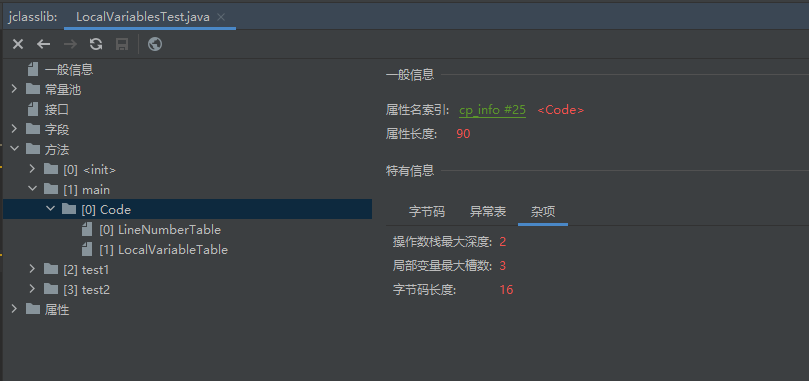 jclasslib: LocalVariablesTest.java
一般信息
常量池
接口
字段
方法
[0] <init>
[1] main
[0] Code
[0] LineNumberTable
[1] LocalVariableTable
[2] test1
[3] test2
属性
一般信息
属性名索引: cp_info #25 <Code>
属性长度: 90
特有信息
字节码 异常表 杂项
操作数栈最大深度: 2
局部变量最大槽数: 3
字节码长度: 16